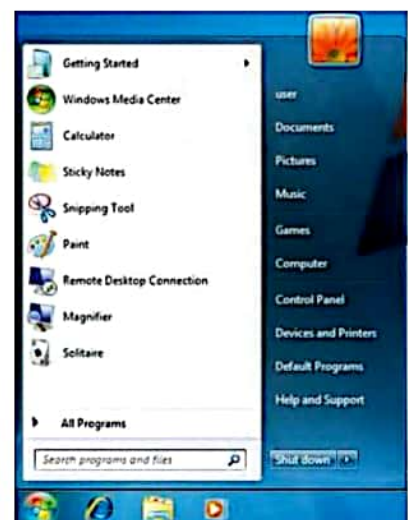 Getting Started
Windows Media Center
Calculator
Sticky Notes
Snipping Tool
Paint
Remote Desktop Connection
Magnifier
Solitaire
All Programs
Search programs and files
user
Documents
Pictures
Music
Games
Computer
Control Panel
Devices and Printers
Default Programs
Help and Support
Shut down